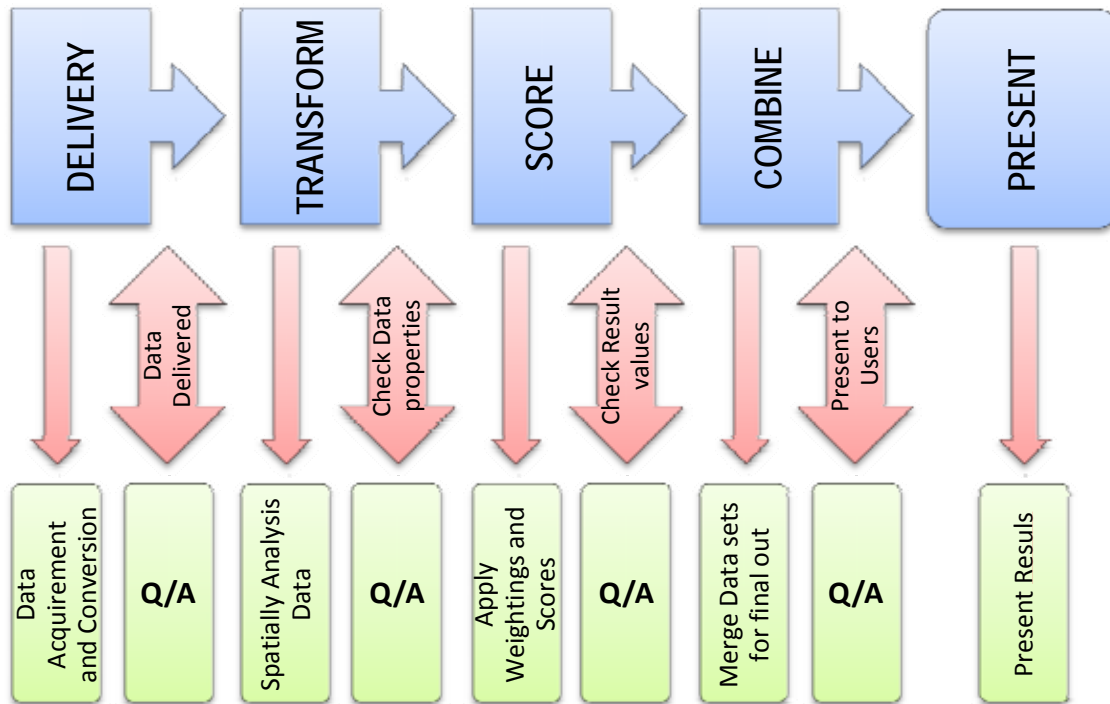 DELIVERY
TRANSFORM
SCORE
COMBINE
PRESENT
Data
Delivered
Check Data
properties
Check Result
values
Present to
Users
Data
Acquirement
and Conversion
Q/A
Spatially Analysis
Data
Q/A
Apply
Weightings and
Scores
Q/A
Merge Data sets
for final out
Q/A
Present Resuls